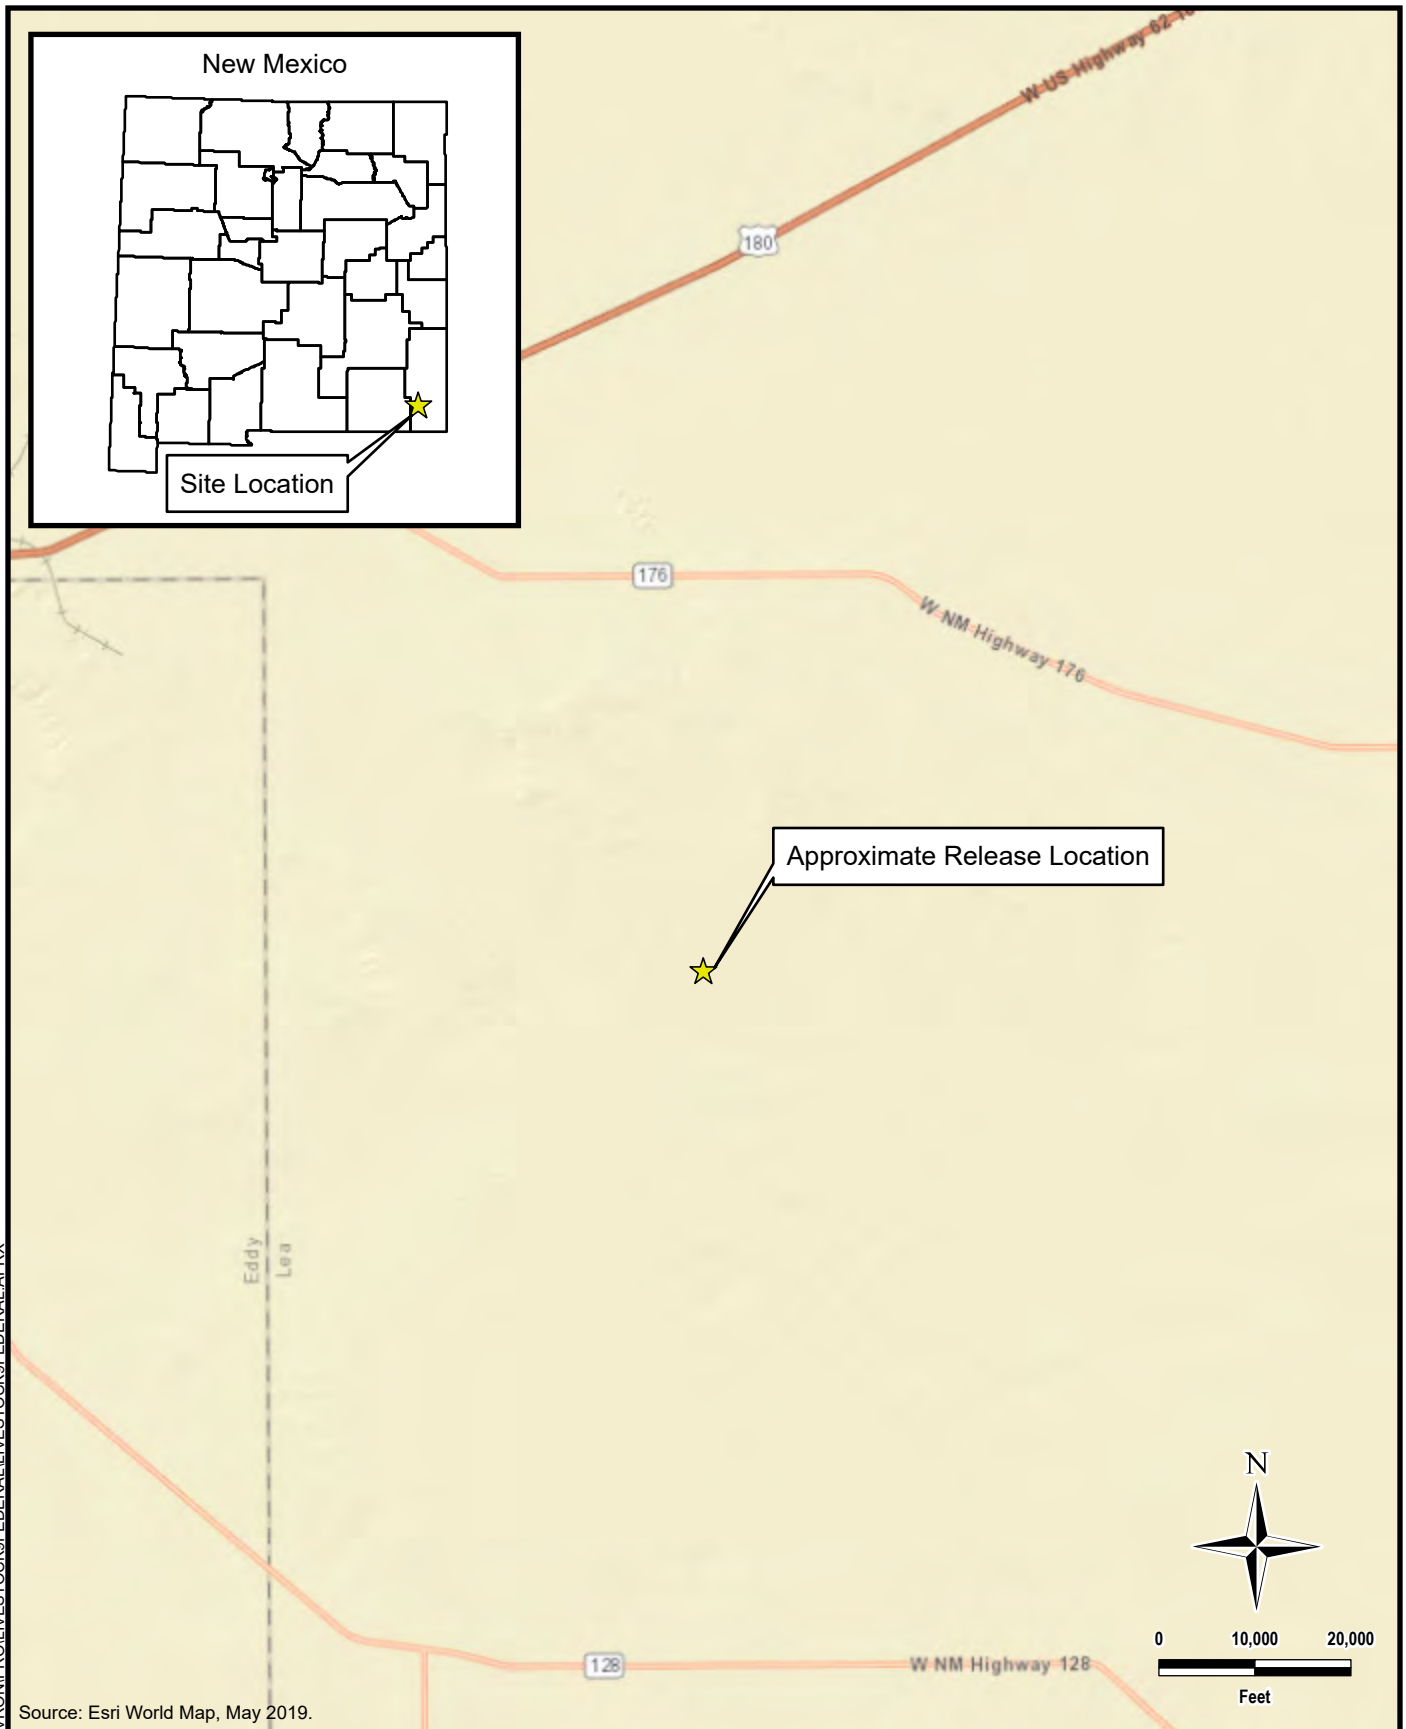 New Mexico
Site Location
W US Highway 62
180
176
W NM Highway 176
Approximate Release Location
Eddy
Lea
N
0 10,000 20,000
Feet
128
W NM Highway 128
Source: Esri World Map, May 2019.